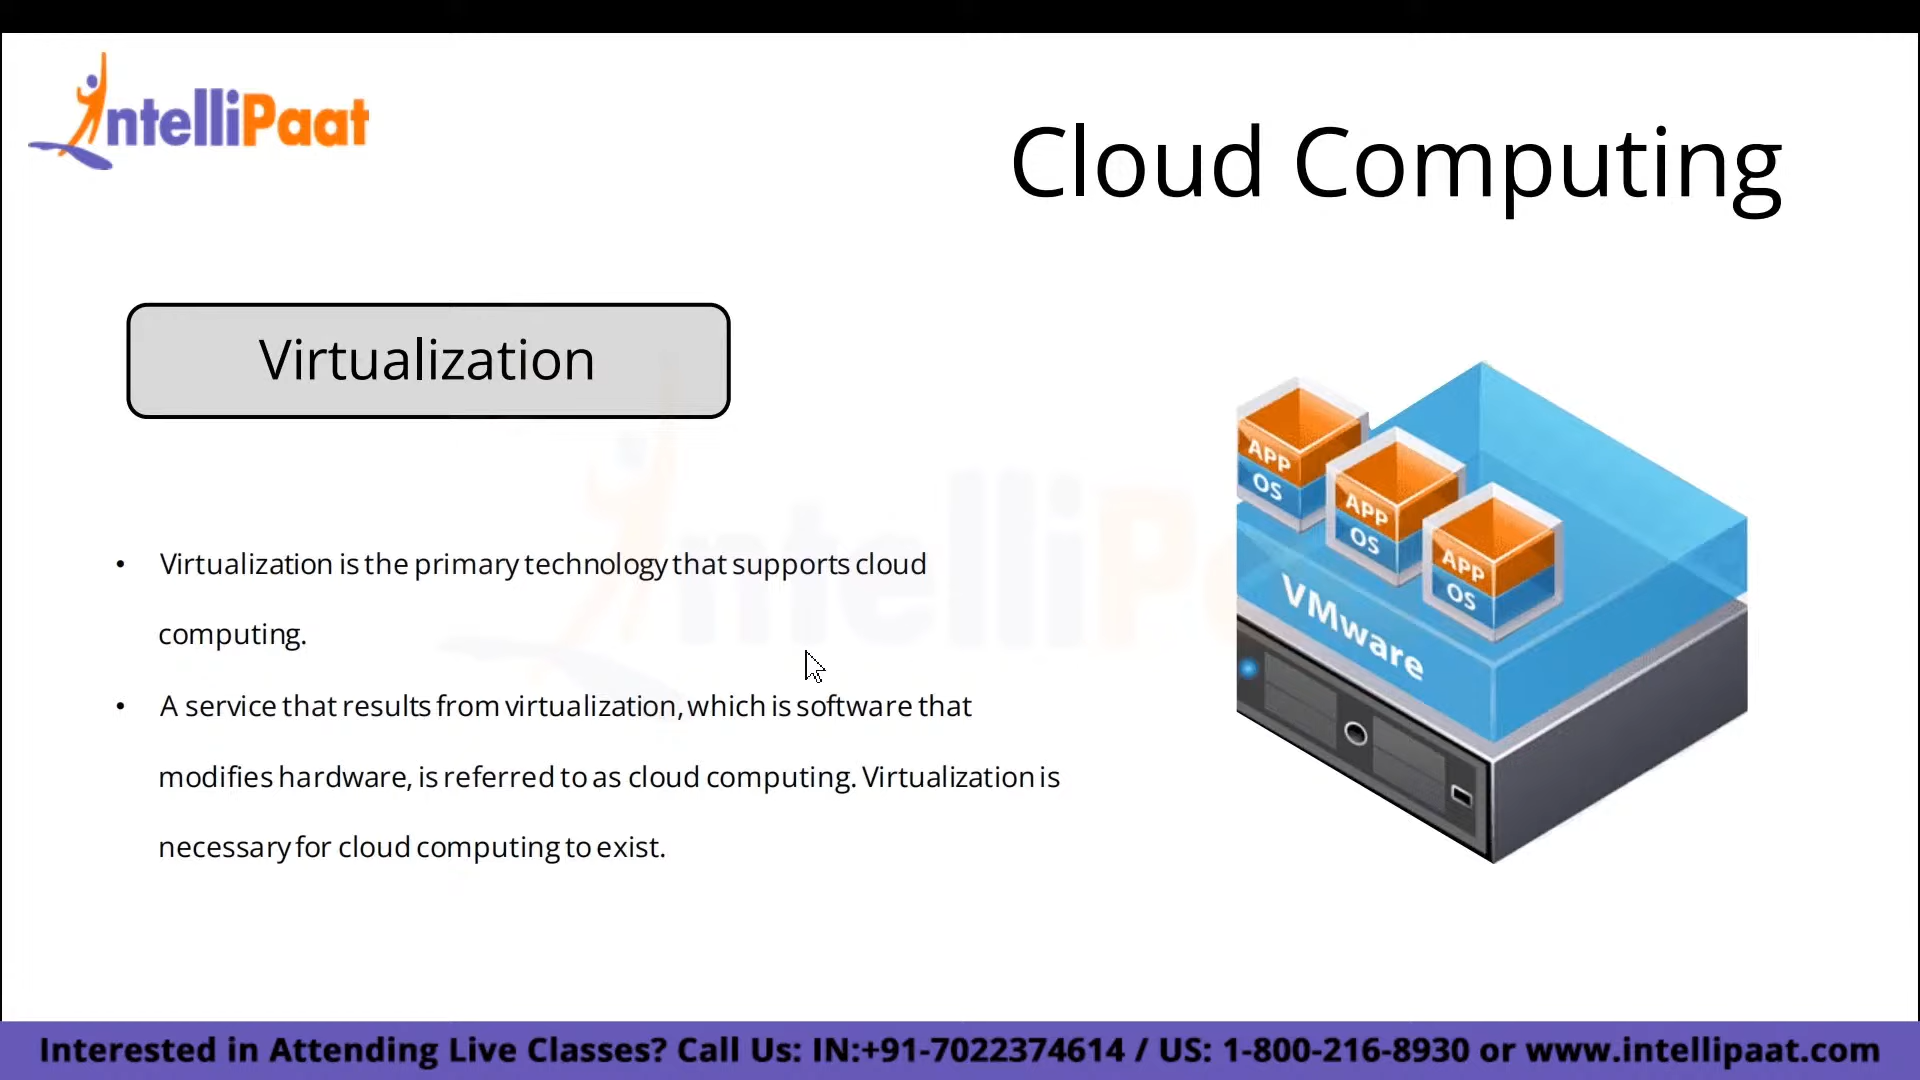 IntelliPaat
Cloud Computing
Virtualization
• Virtualization is the primary technology that supports cloud
computing.
• A service that results from virtualization, which is software that
modifies hardware, is referred to as cloud computing. Virtualization is
necessary for cloud computing to exist.
APP
OS
APP
OS
APP
OS
VMware
Interested in Attending Live Classes? Call Us: IN:+91-7022374614 / US: 1-800-216-8930 or www.intellipaat.com